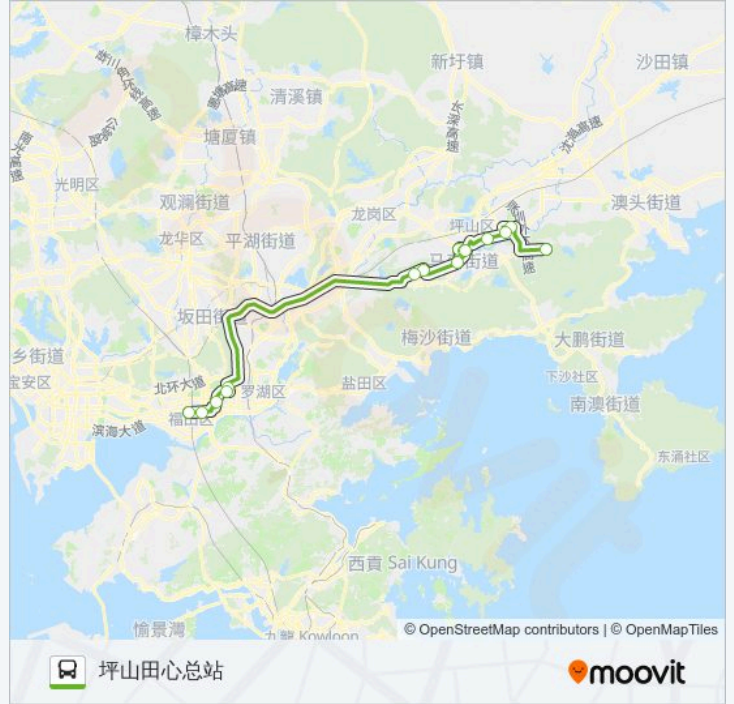 樟木头
新圩镇
沙田镇
清溪镇
塘厦镇
沈海高速
光明区
观澜街道
龙岗区
坪山区
澳头街道
龙华区
平湖街道
街道
坂田街
梅沙街道
大鹏街道
乡街道
宝安区
北环大道
罗湖区
盐田区
下沙社区
南澳街道
福田区
滨海大道
东涌社区
西貢 Sai Kung
愉景灣
九龍 Kowloon
© OpenStreetMap contributors | © OpenMapTiles
坪山田心总站
moovit